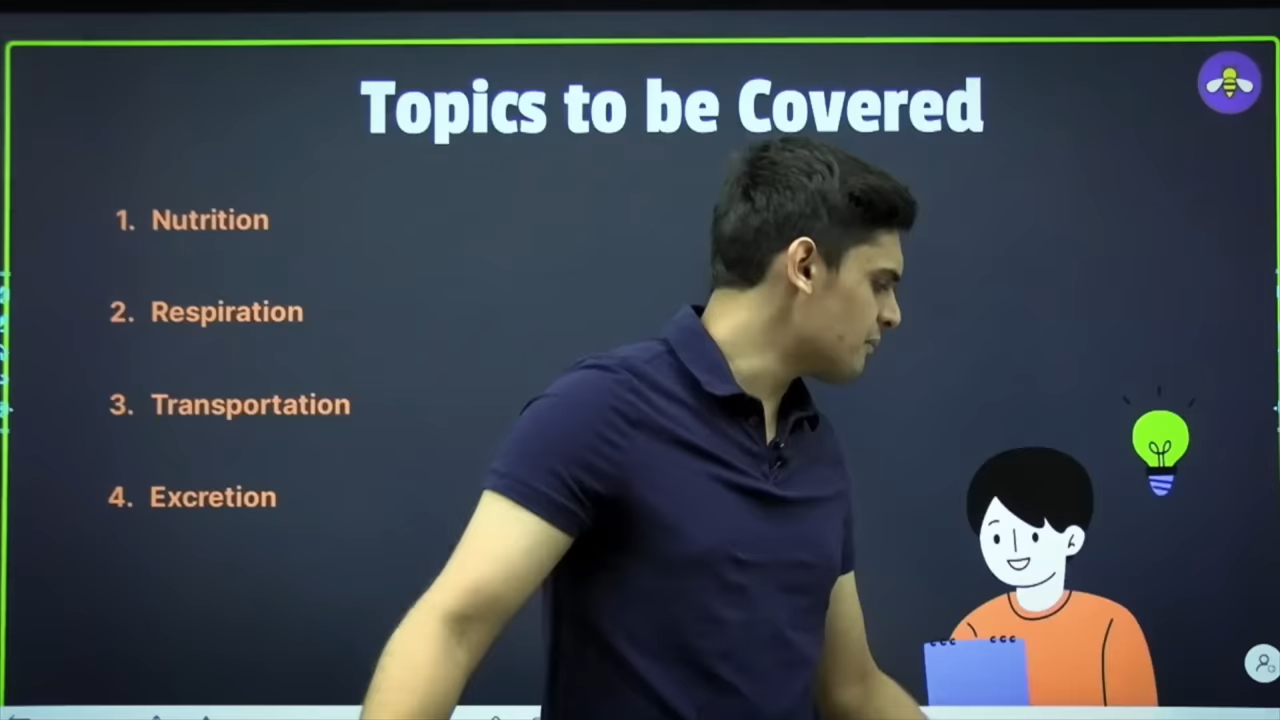 Topics to be Covered
1. Nutrition
2. Respiration
3. Transportation
4. Excretion